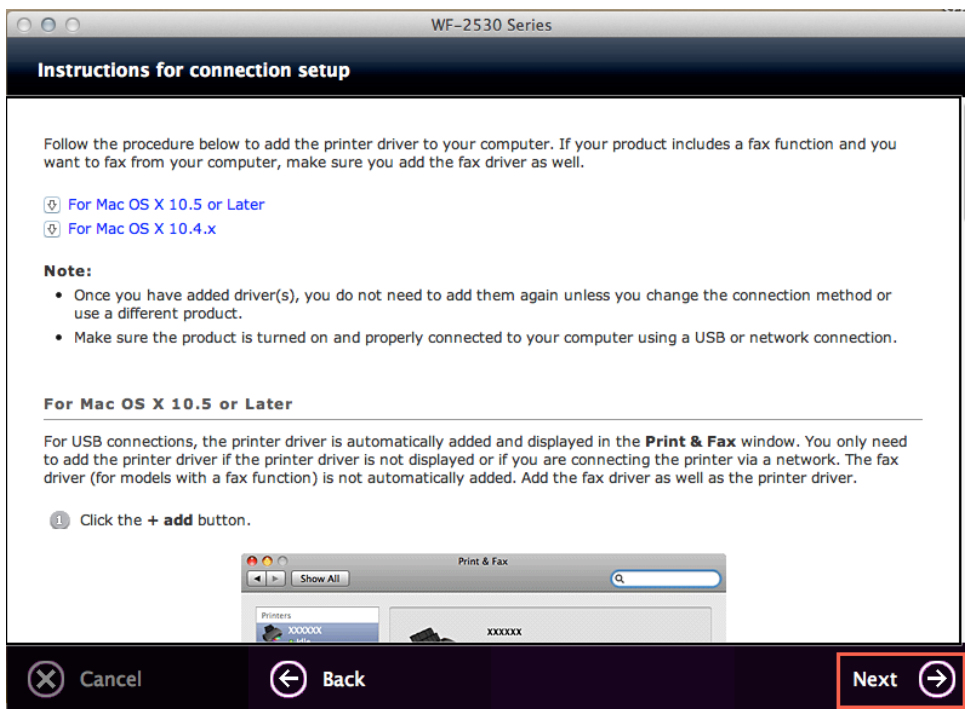 WF-2530 Series
Instructions for connection setup
Follow the procedure below to add the printer driver to your computer. If your product includes a fax function and you
want to fax from your computer, make sure you add the fax driver as well.
For Mac OS X 10.5 or Later
For Mac OS X 10.4.x
Note:
• Once you have added driver(s), you do not need to add them again unless you change the connection method or
use a different product.
• Make sure the product is turned on and properly connected to your computer using a USB or network connection.
For Mac OS X 10.5 or Later
For USB connections, the printer driver is automatically added and displayed in the Print & Fax window. You only need
to add the printer driver if the printer driver is not displayed or if you are connecting the printer via a network. The fax
driver (for models with a fax function) is not automatically added. Add the fax driver as well as the printer driver.
1 Click the + add button.
Print & Fax
Show All
Printers
XXXXXX
XXXXXX
Cancel
Back
Next